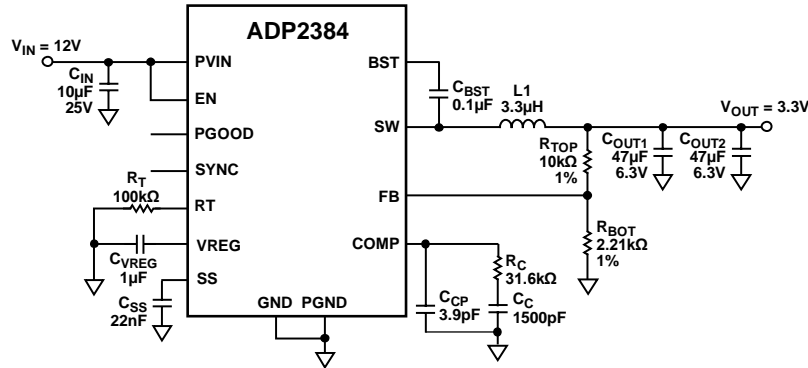 ADP2384
V_IN = 12V
C_IN
10µF
25V
PVIN
EN
PGOOD
SYNC
R_T
100kΩ
RT
C_VREG
1µF
VREG
C_SS
22nF
SS
GND PGND
BST
C_BST
0.1µF
SW
L1
3.3µH
V_OUT = 3.3V
R_TOP
10kΩ
1%
C_OUT1
47µF
6.3V
C_OUT2
47µF
6.3V
FB
R_BOT
2.21kΩ
1%
COMP
R_C
31.6kΩ
C_CP
3.9pF
C_C
1500pF